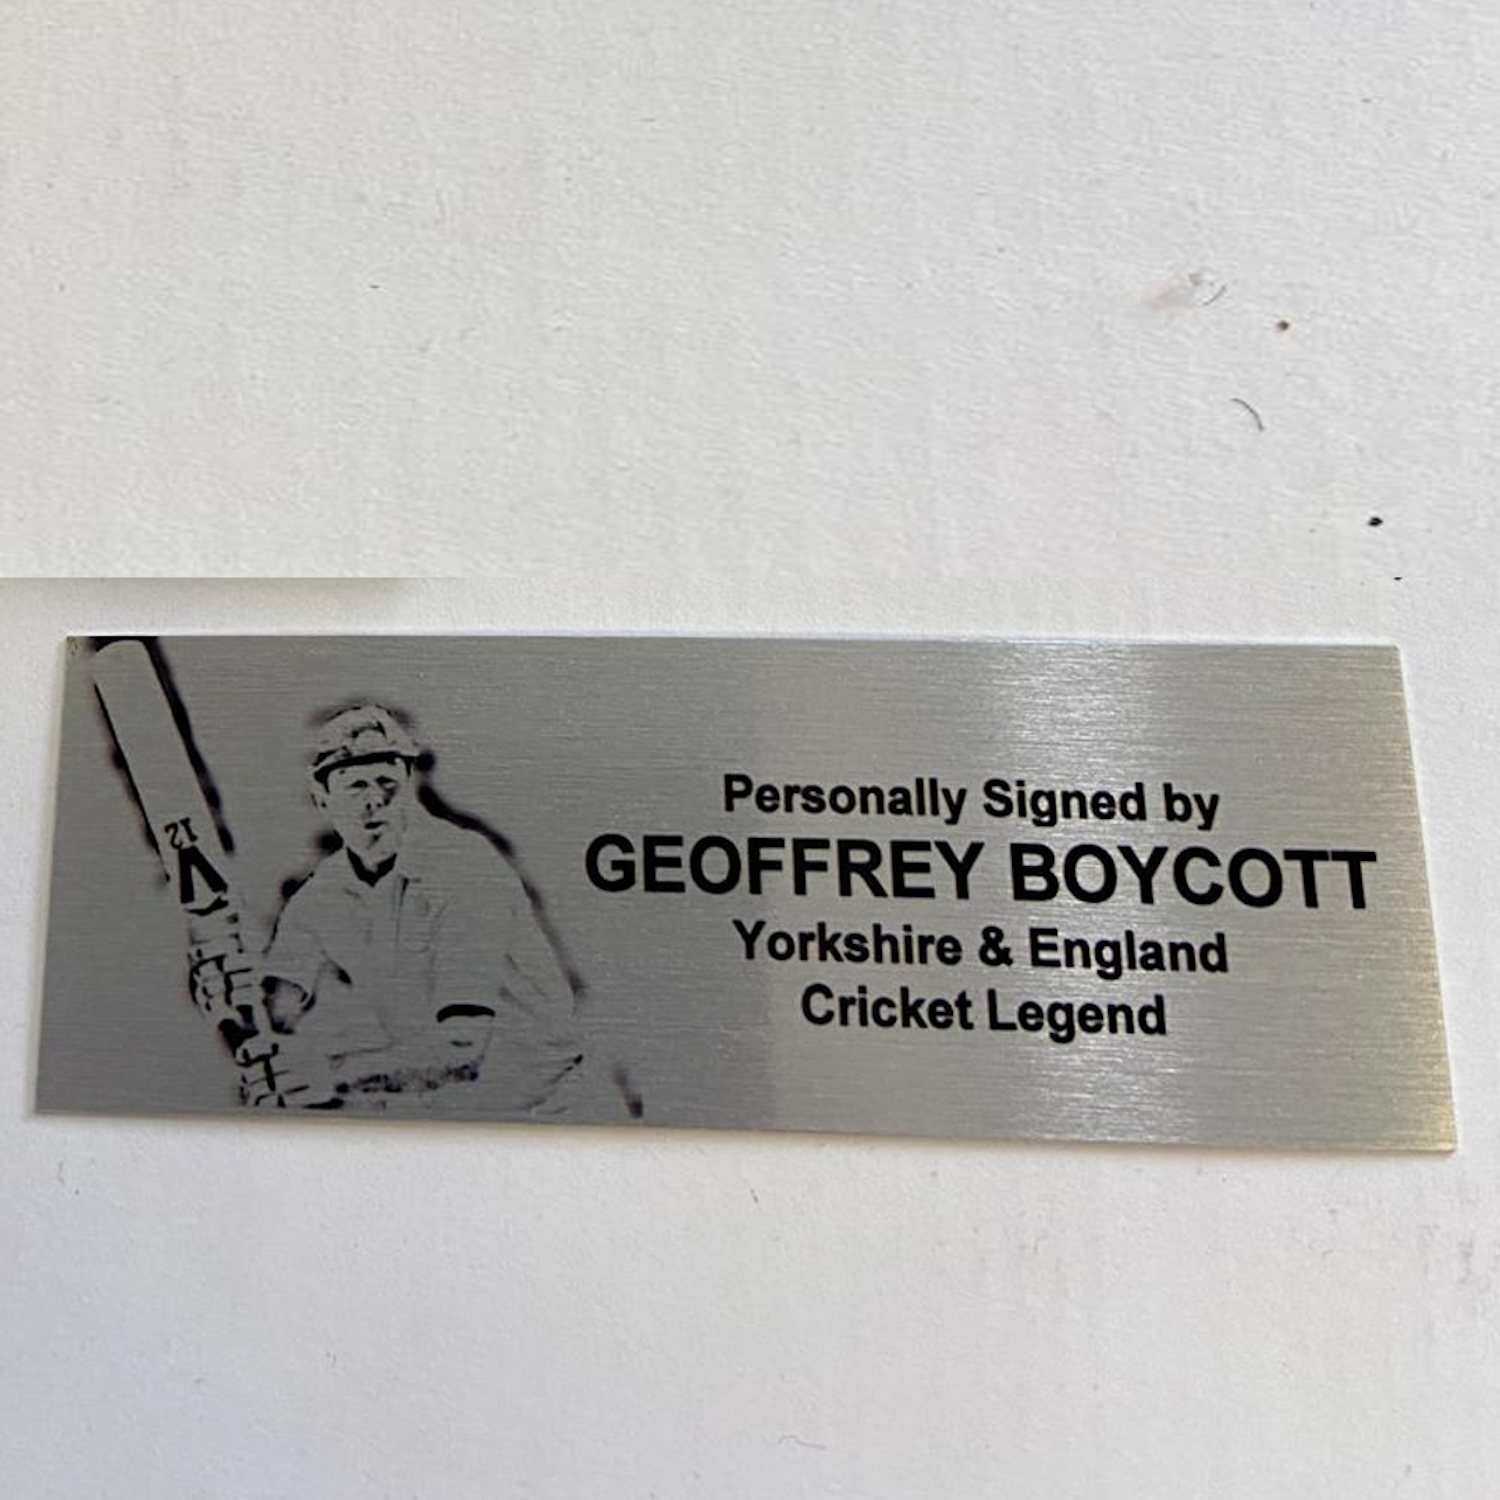 Personally Signed by
GEOFFREY BOYCOTT
Yorkshire & England
Cricket Legend